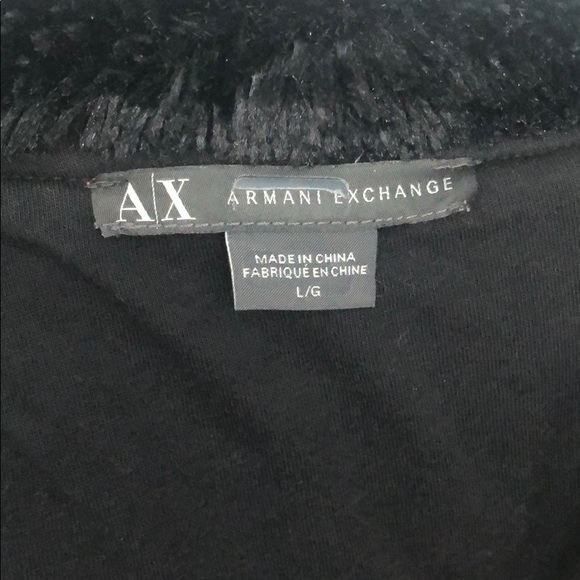 A|X ARMANI EXCHANGE
MADE IN CHINA
FABRIQUÉ EN CHINE
L/G